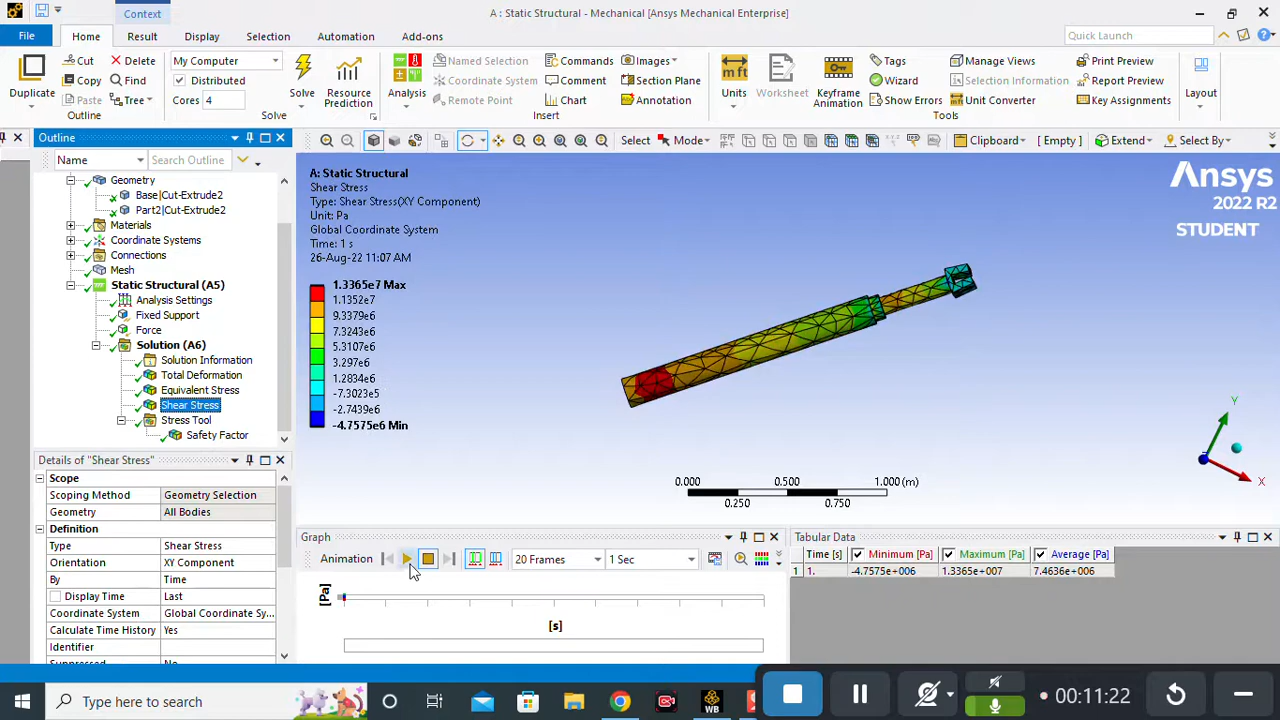 A : Static Structural - Mechanical [Ansys Mechanical Enterprise]
Context
File
Home
Result
Display
Selection
Automation
Add-ons
Quick Launch
Duplicate
Cut
Copy
Paste
Delete
Find
Tree
Outline
My Computer
Distributed
Cores 4
Solve
Resource Prediction
Solve
Analysis
Named Selection
Coordinate System
Remote Point
Commands
Comment
Chart
Images
Section Plane
Annotation
Insert
Units
Worksheet
Keyframe Animation
Tags
Wizard
Show Errors
Manage Views
Selection Information
Unit Converter
Print Preview
Report Preview
Key Assignments
Tools
Layout
Outline
Select
Mode
Clipboard
[ Empty ]
Extend
Select By
Name
Search Outline
Geometry
Base|Cut-Extrude2
Part2|Cut-Extrude2
Materials
Coordinate Systems
Connections
Mesh
Static Structural (A5)
Analysis Settings
Fixed Support
Force
Solution (A6)
Solution Information
Total Deformation
Equivalent Stress
Shear Stress
Stress Tool
Safety Factor
A: Static Structural
Shear Stress
Type: Shear Stress(XY Component)
Unit: Pa
Global Coordinate System
Time: 1 s
26-Aug-22 11:07 AM
1.3365e7 Max
1.1352e7
9.3379e6
7.3243e6
5.3107e6
3.297e6
1.2834e6
-7.3023e5
-2.7439e6
-4.7575e6 Min
Ansys
2022 R2
STUDENT
0.000
0.500
1.000 (m)
0.250
0.750
Y
X
Details of "Shear Stress"
Scope
Scoping Method Geometry Selection
Geometry All Bodies
Definition
Type Shear Stress
Orientation XY Component
By Time
Display Time Last
Coordinate System Global Coordinate Sy...
Calculate Time History Yes
Identifier
Suppressed No
Graph
Animation
20 Frames
1 Sec
[Pa]
[s]
Tabular Data
Time [s] Minimum [Pa] Maximum [Pa] Average [Pa]
1 1. -4.7575e+006 1.3365e+007 7.4636e+006
Type here to search
WB
00:11:22